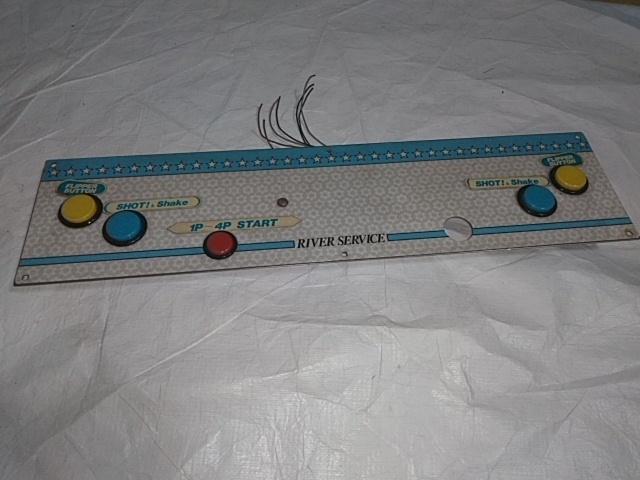 FLIPPER
BUTTON
SHOT! & Shake
1P-4P START
RIVER SERVICE
SHOT! & Shake
FLIPPER
BUTTON